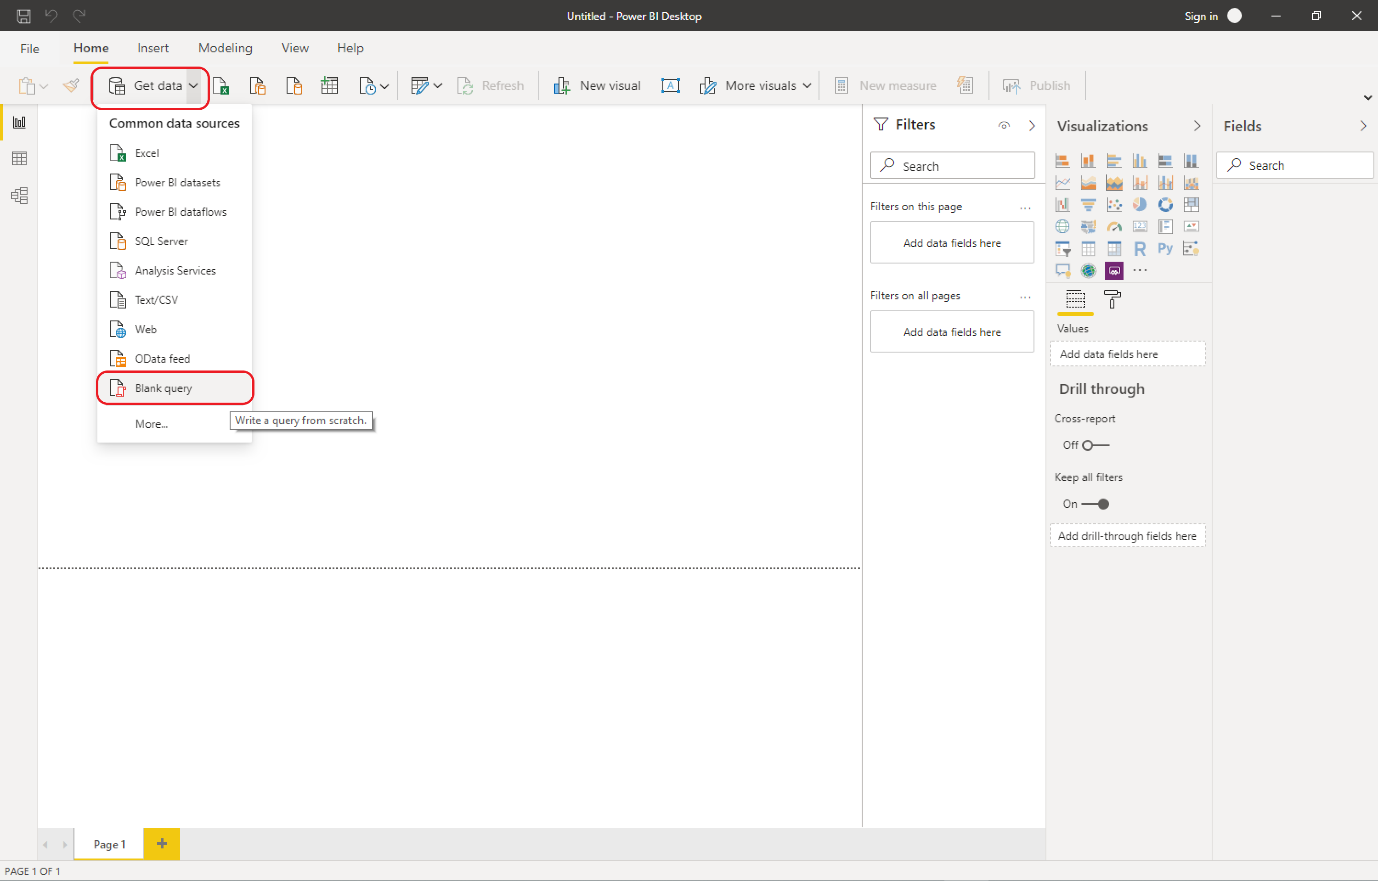 Untitled - Power BI Desktop
Sign in
File
Home
Insert
Modeling
View
Help
Get data
Refresh
New visual
A
More visuals
New measure
Publish
Common data sources
Excel
Power BI datasets
Power BI dataflows
SQL Server
Analysis Services
Text/CSV
Web
OData feed
Blank query
More...
Write a query from scratch.
Filters
Search
Filters on this page
...
Add data fields here
Filters on all pages
...
Add data fields here
Visualizations
123
R
Py
...
Values
Add data fields here
Drill through
Cross-report
Off
Keep all filters
On
Add drill-through fields here
Fields
Search
Page 1
+
PAGE 1 OF 1